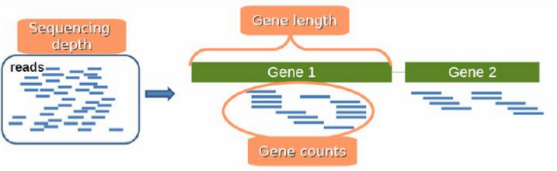 Sequencing
depth
reads
Gene length
Gene 1
Gene 2
Gene counts